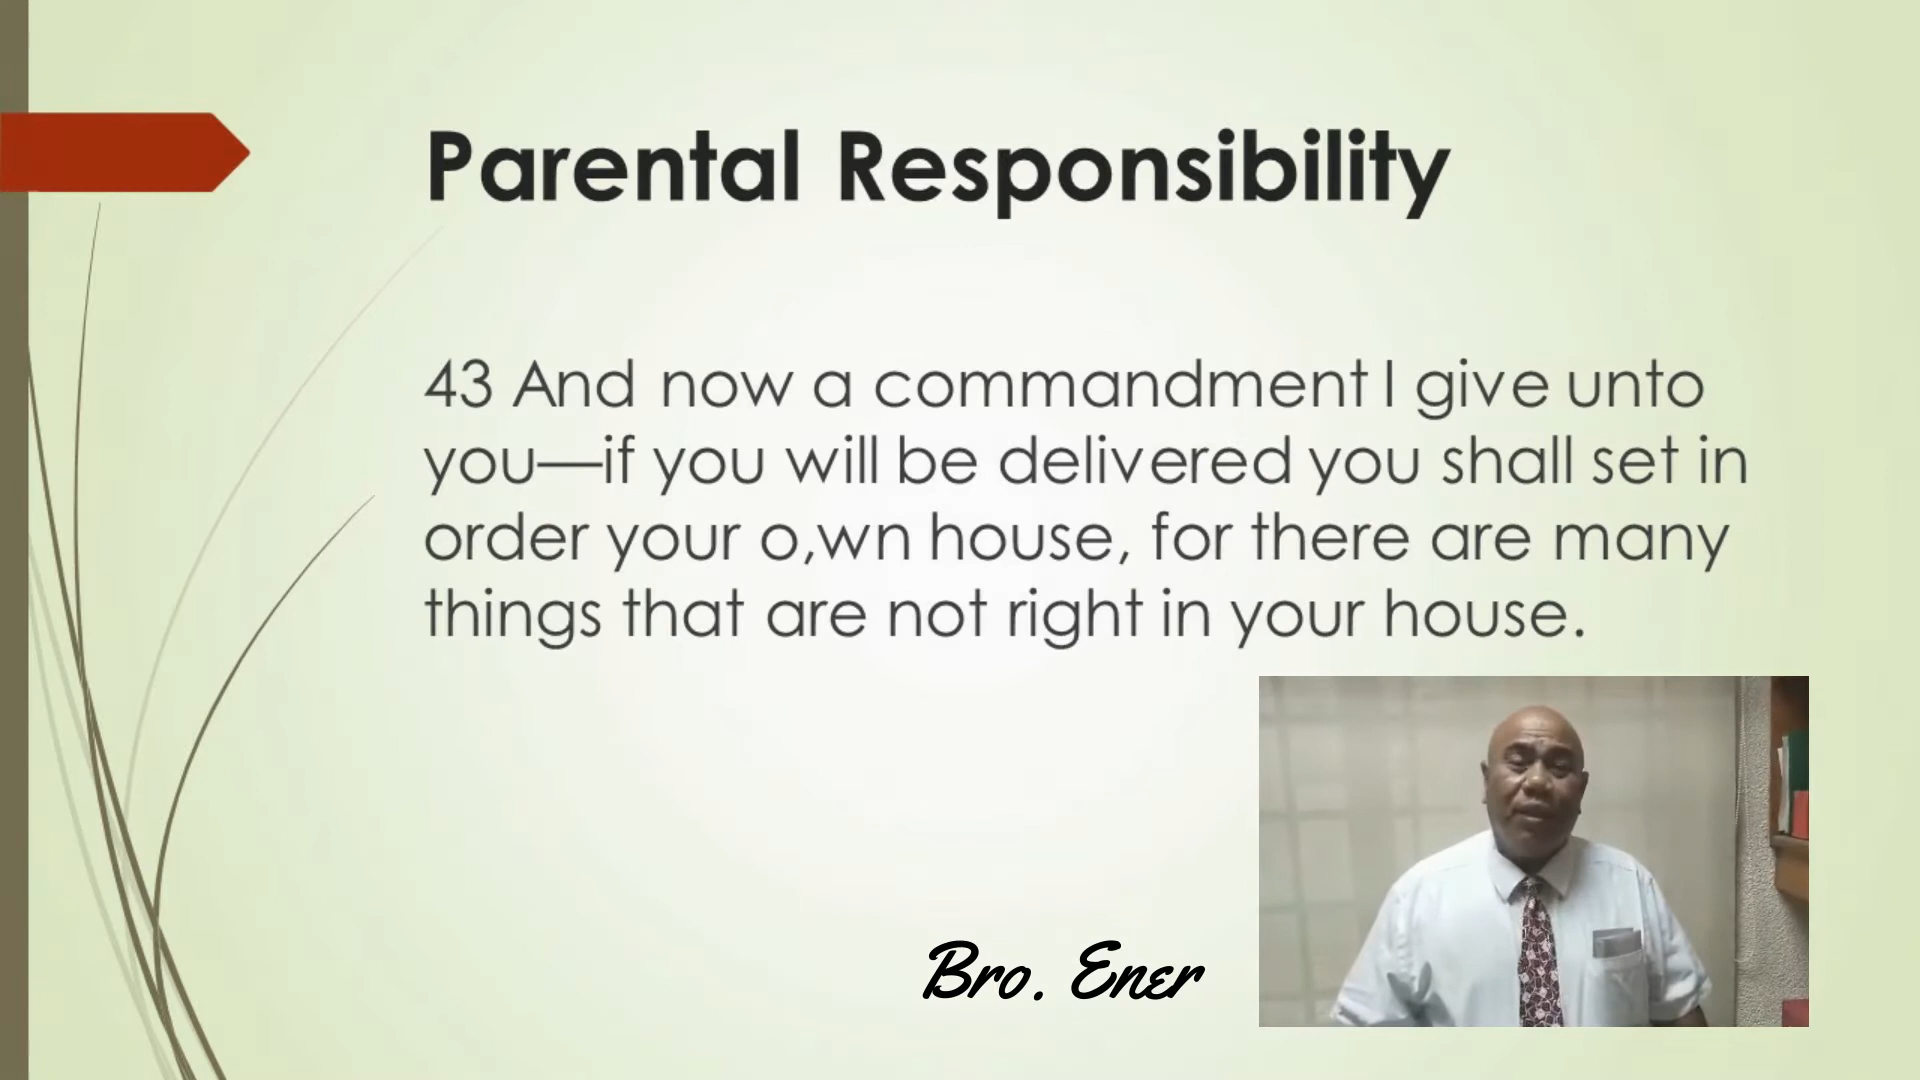 Parental Responsibility
43 And now a commandment I give unto
you—if you will be delivered you shall set in
order your o,wn house, for there are many
things that are not right in your house.
Bro. Ener